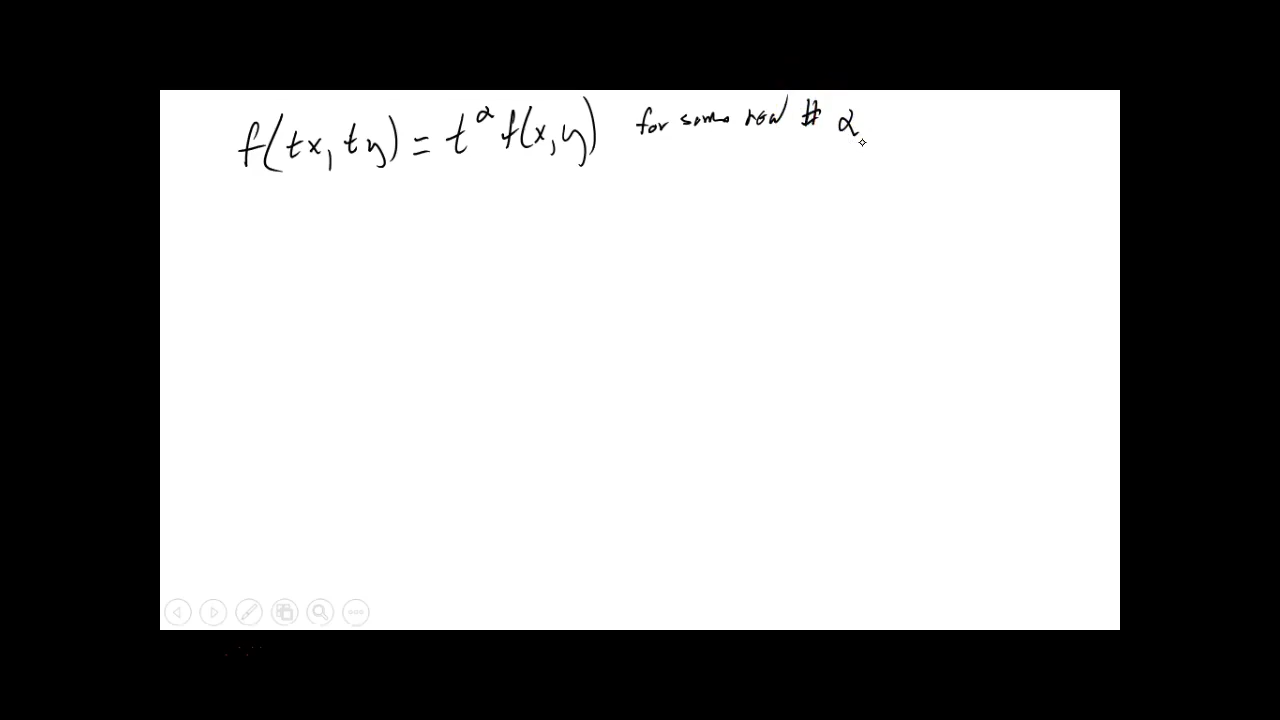 f(tx, ty) = t^α f(x, y) for some real # α